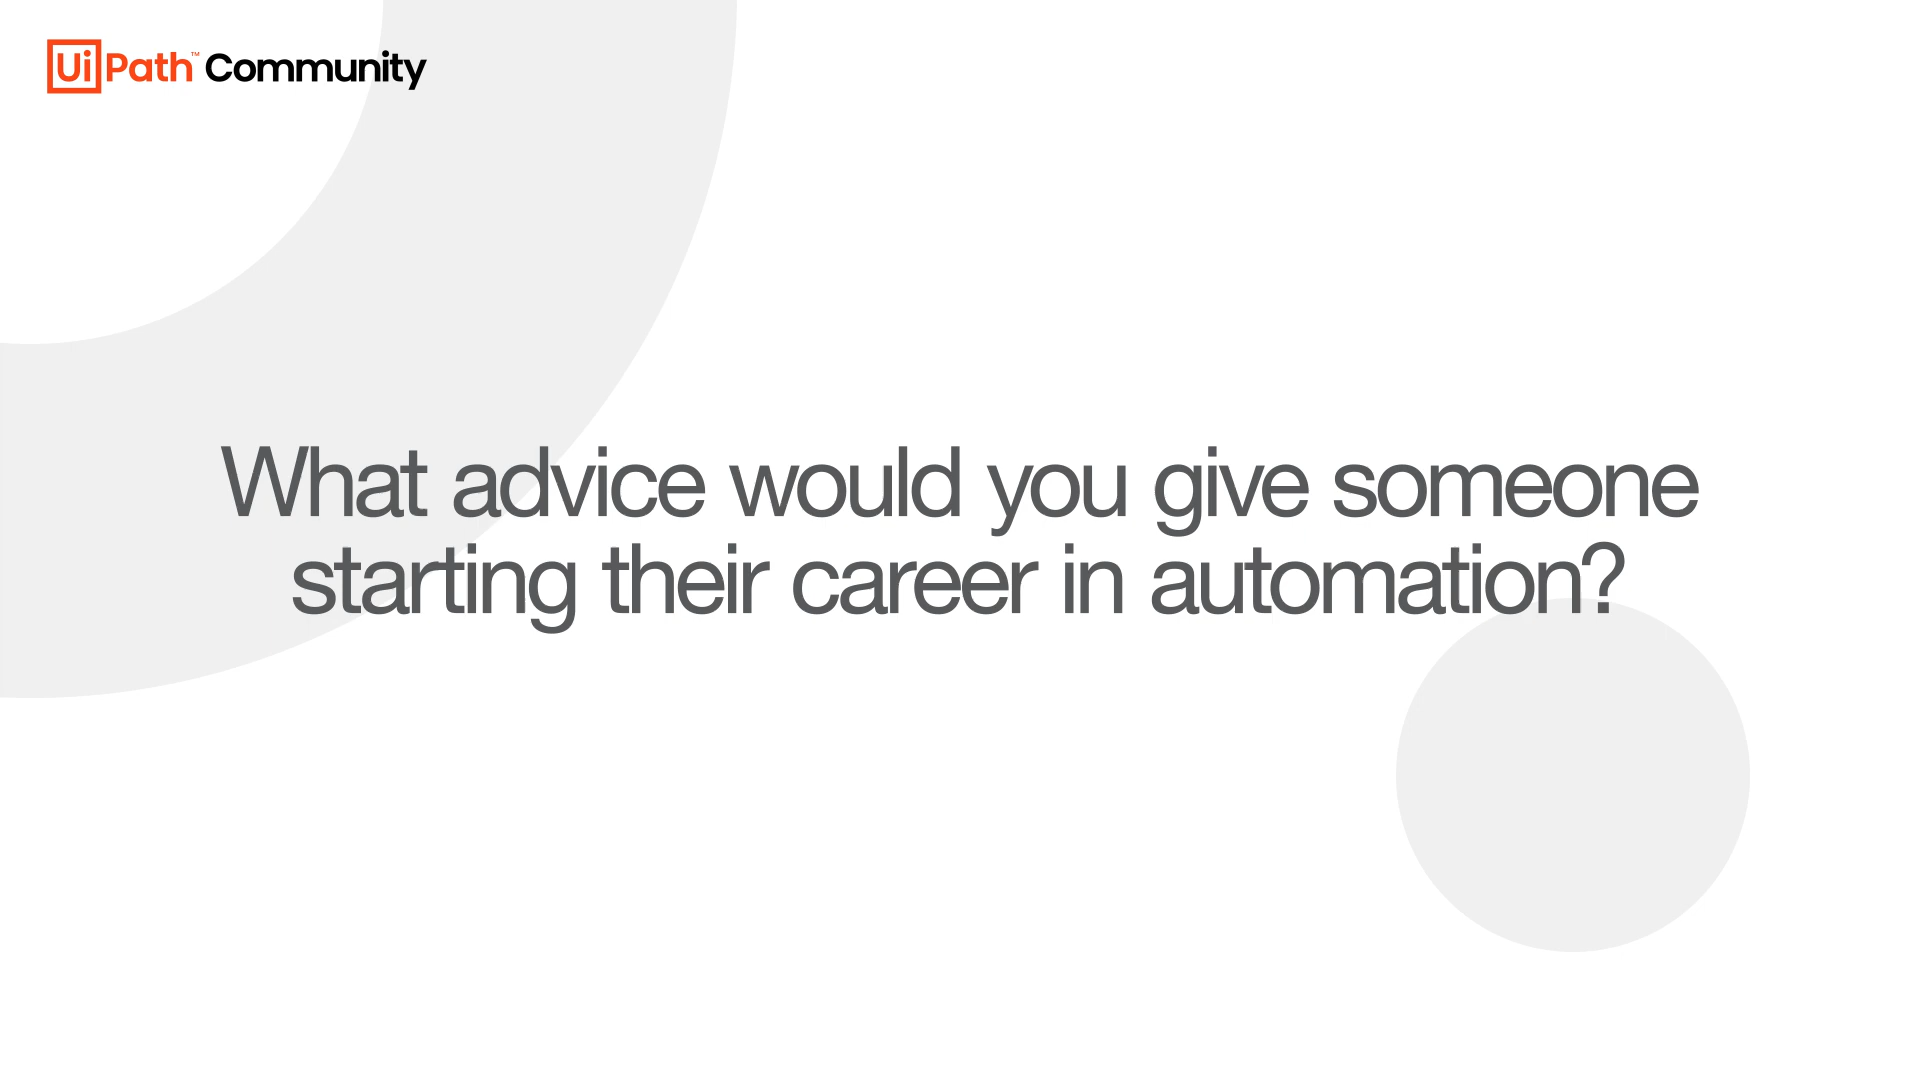 UiPath™ Community
What advice would you give someone
starting their career in automation?